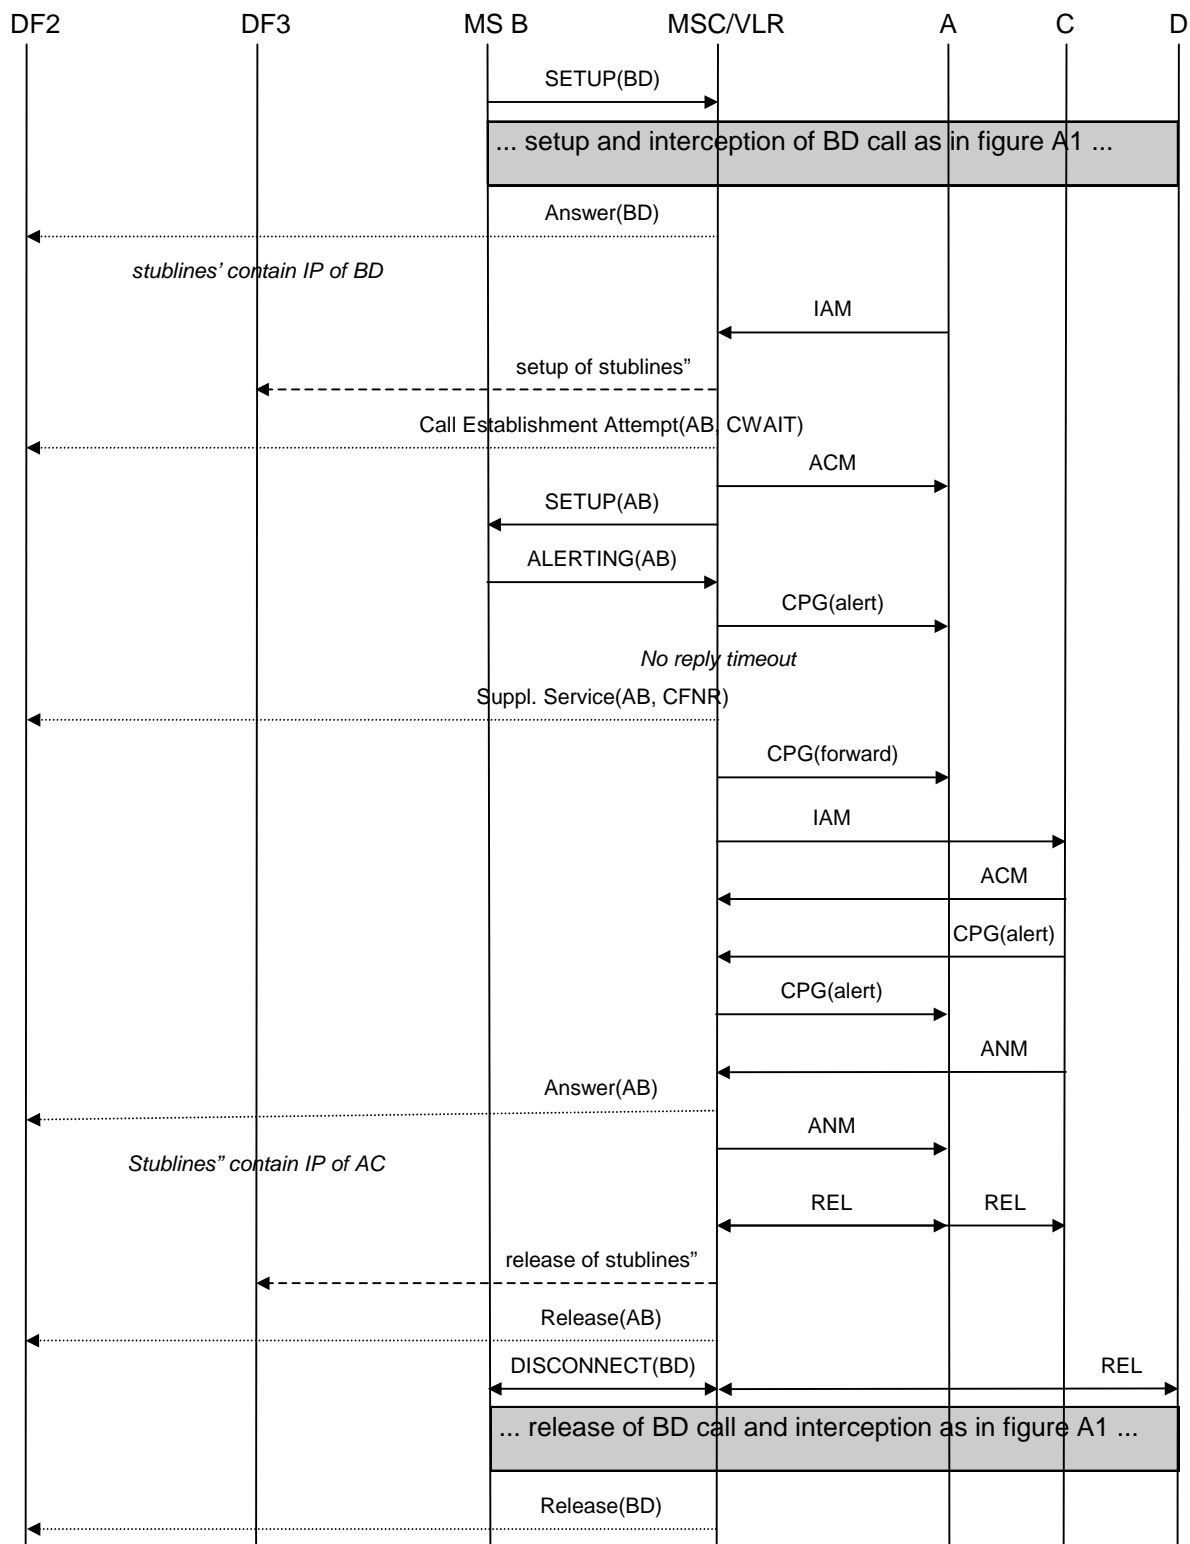 DF2 DF3 MS B MSC/VLR A C D
SETUP(BD)
... setup and interception of BD call as in figure A1 ...
Answer(BD)
stublines’ contain IP of BD
IAM
setup of stublines”
Call Establishment Attempt(AB, CWAIT)
ACM
SETUP(AB)
ALERTING(AB)
CPG(alert)
No reply timeout
Suppl. Service(AB, CFNR)
CPG(forward)
IAM
ACM
CPG(alert)
CPG(alert)
ANM
Answer(AB)
ANM
Stublines” contain IP of AC
REL REL
release of stublines”
Release(AB)
DISCONNECT(BD) REL
... release of BD call and interception as in figure A1 ...
Release(BD)